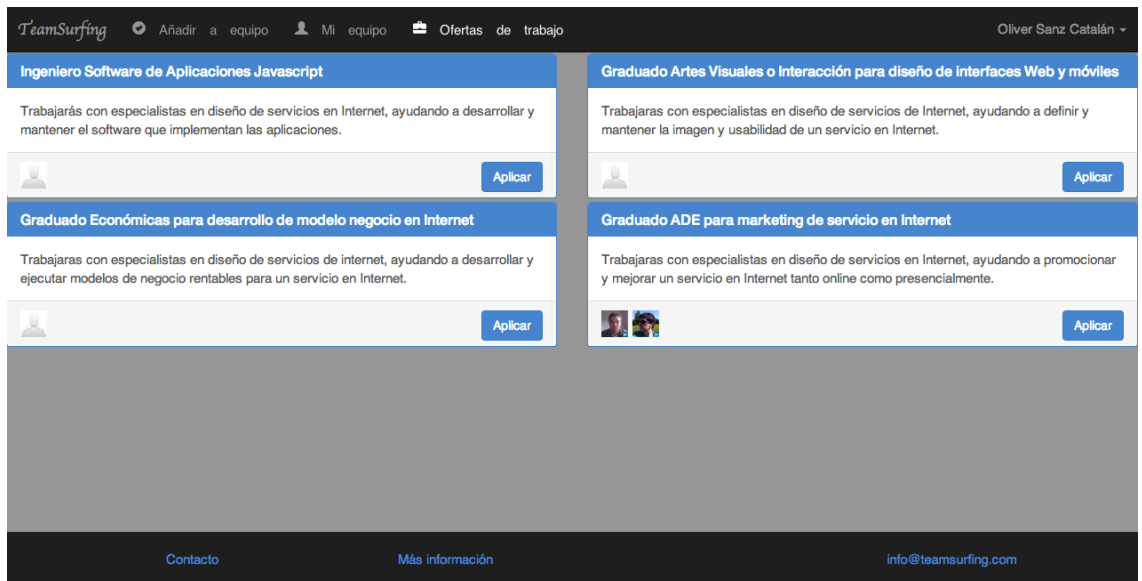 TeamSurfing Añadir a equipo Mi equipo Ofertas de trabajo Oliver Sanz Catalán
Ingeniero Software de Aplicaciones Javascript
Trabajarás con especialistas en diseño de servicios en Internet, ayudando a desarrollar y
mantener el software que implementan las aplicaciones.
Aplicar
Graduado Artes Visuales o Interacción para diseño de interfaces Web y móviles
Trabajaras con especialistas en diseño de servicios de Internet, ayudando a definir y
mantener la imagen y usabilidad de un servicio en Internet.
Aplicar
Graduado Económicas para desarrollo de modelo negocio en Internet
Trabajaras con especialistas en diseño de servicios de internet, ayudando a desarrollar y
ejecutar modelos de negocio rentables para un servicio en Internet.
Aplicar
Graduado ADE para marketing de servicio en Internet
Trabajaras con especialistas en diseño de servicios en Internet, ayudando a promocionar
y mejorar un servicio en Internet tanto online como presencialmente.
Aplicar
Contacto Más información info@teamsurfing.com